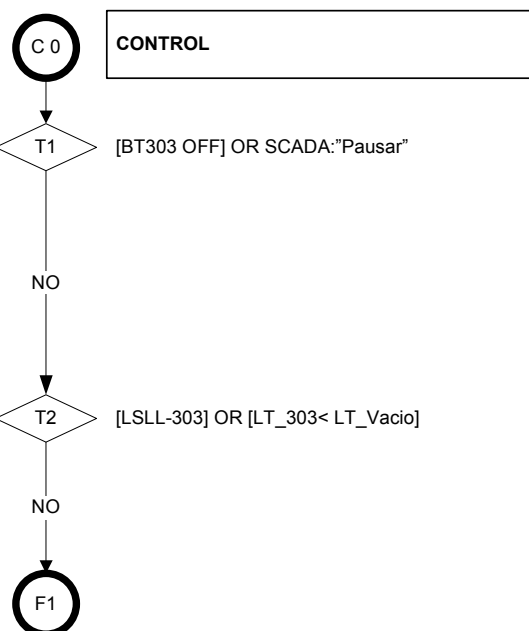 C 0
CONTROL
T1
[BT303 OFF] OR SCADA:”Pausar”
NO
T2
[LSLL-303] OR [LT_303< LT_Vacio]
NO
F1